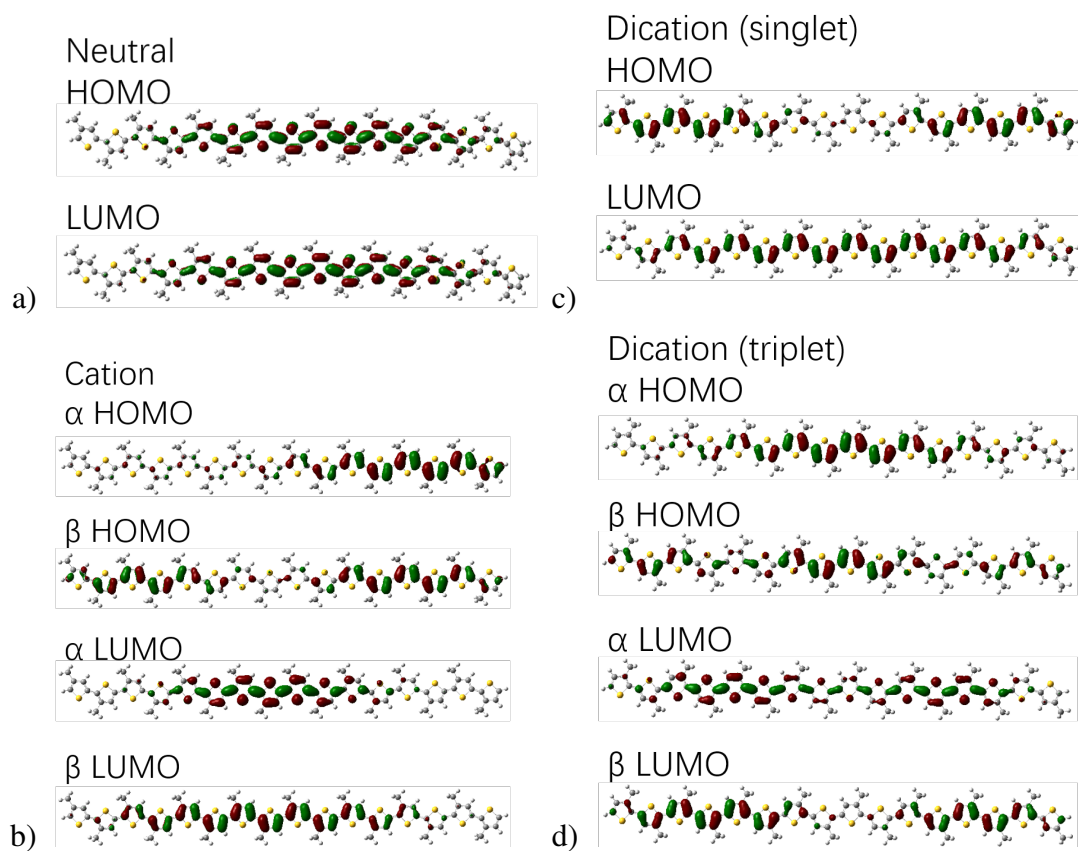 Neutral
HOMO
LUMO
a)
Cation
α HOMO
β HOMO
α LUMO
β LUMO
b)
Dication (singlet)
HOMO
LUMO
c)
Dication (triplet)
α HOMO
β HOMO
α LUMO
β LUMO
d)